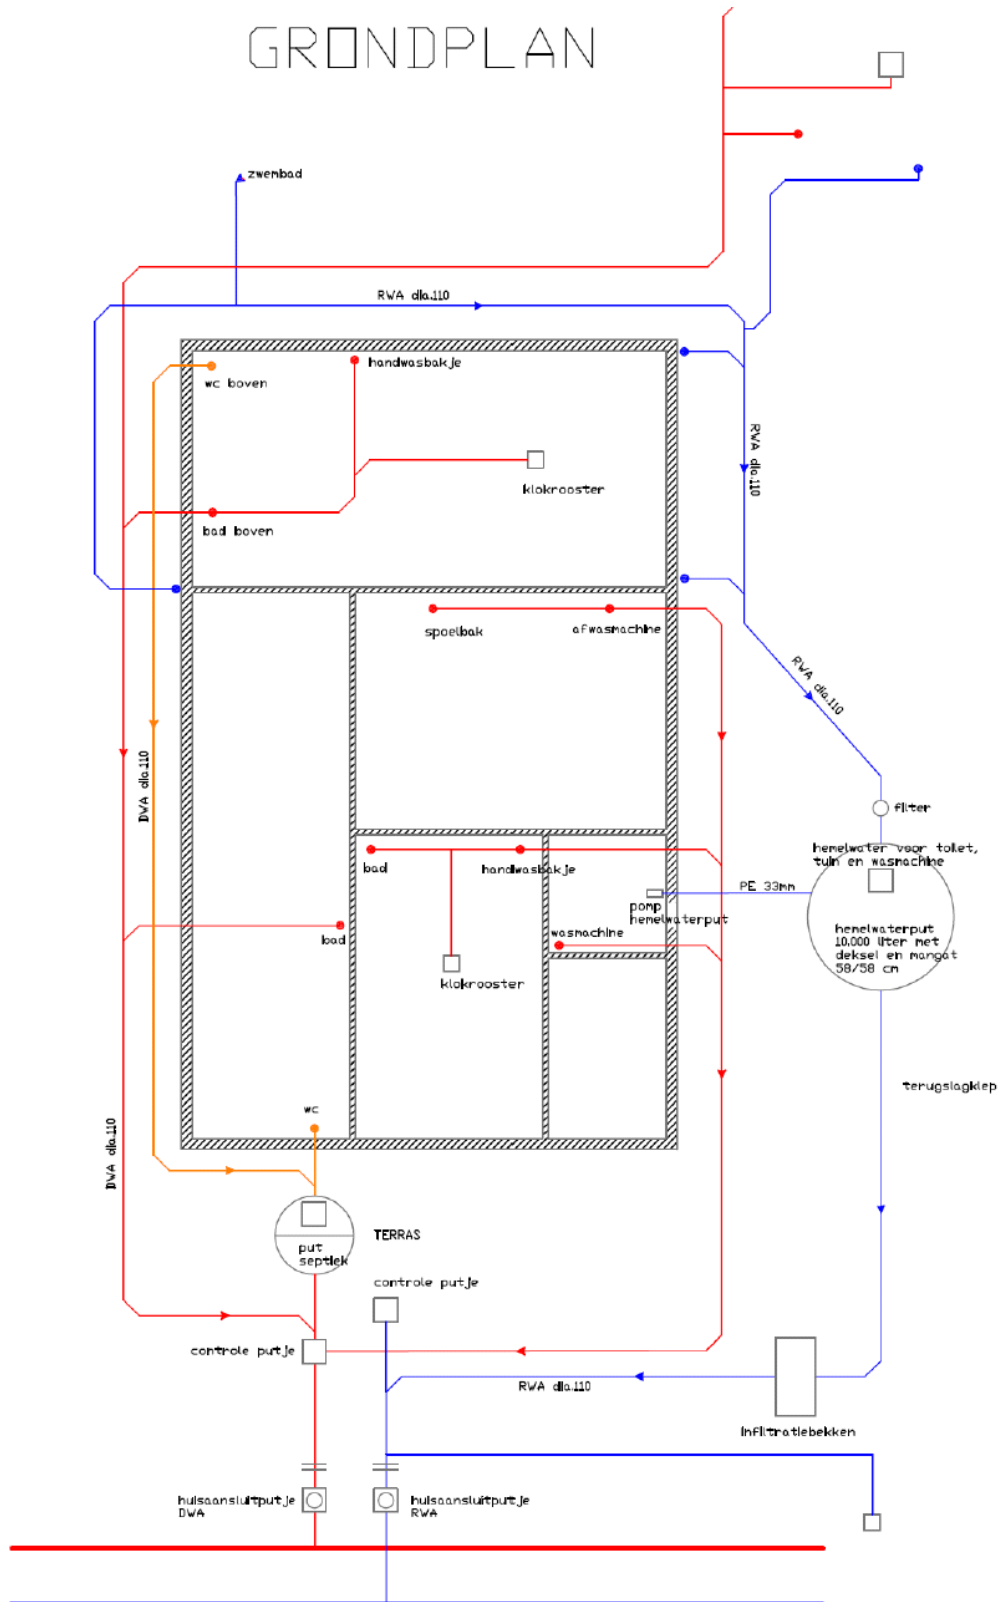 GRONDPLAN
zwembad
RWA dia.110
wc boven
handwasbakje
klokrooster
bad boven
RWA dia.110
spoelbak
afwasmachine
RWA dia.110
DWA dia.110
filter
hemelwater voor toilet,
tuin en wasmachine
bad
handwasbakje
PE 33mm
pomp
hemelwaterput
hemelwaterput
10.000 liter met
deksel en mangat
58/58 cm
bad
wasmachine
klokrooster
terugslagklep
wc
DWA dia.110
TERRAS
put
septiek
controle putje
controle putje
RWA dia.110
infiltratiebekken
huisaansluitputje
DWA
huisaansluitputje
RWA